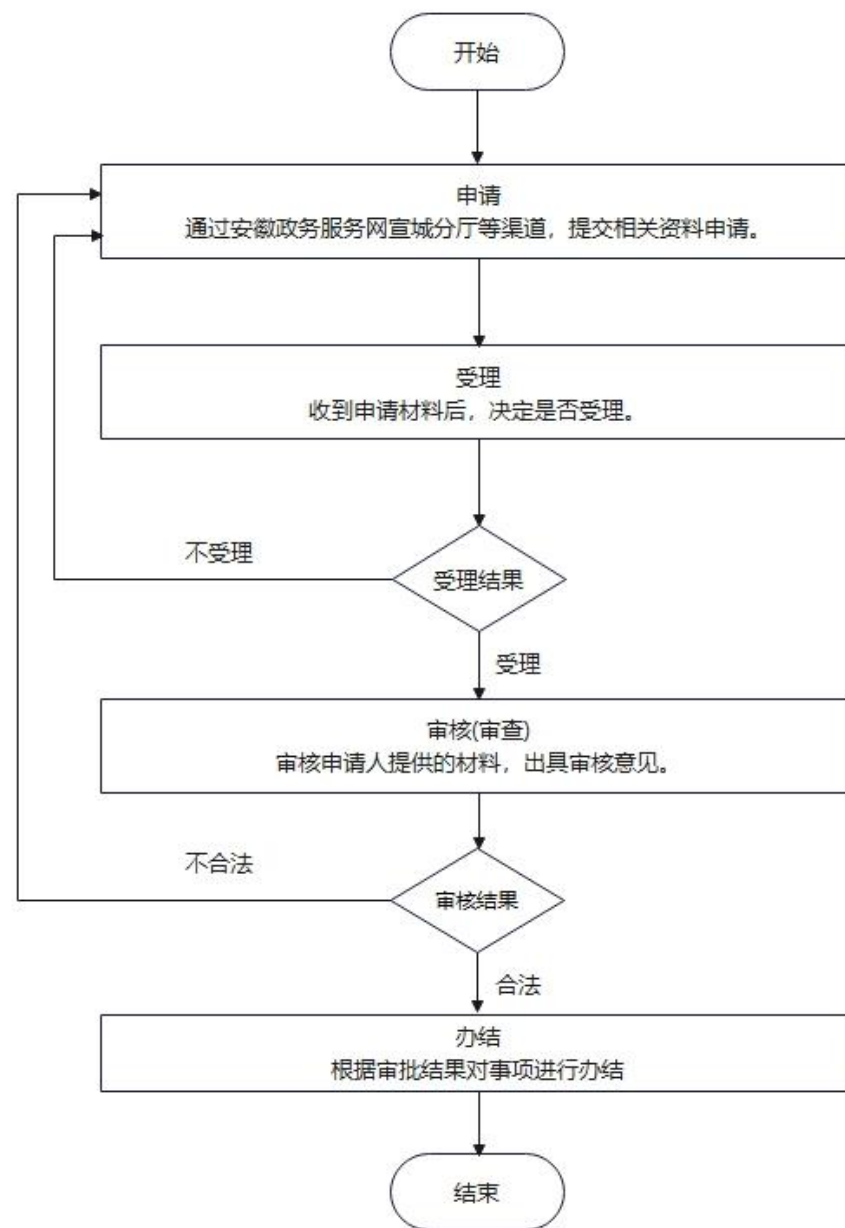 开始
申请
通过安徽政务服务网宣城分厅等渠道，提交相关资料申请。
受理
收到申请材料后，决定是否受理。
不受理
受理结果
受理
审核(审查)
审核申请人提供的材料，出具审核意见。
不合法
审核结果
合法
办结
根据审批结果对事项进行办结
结束